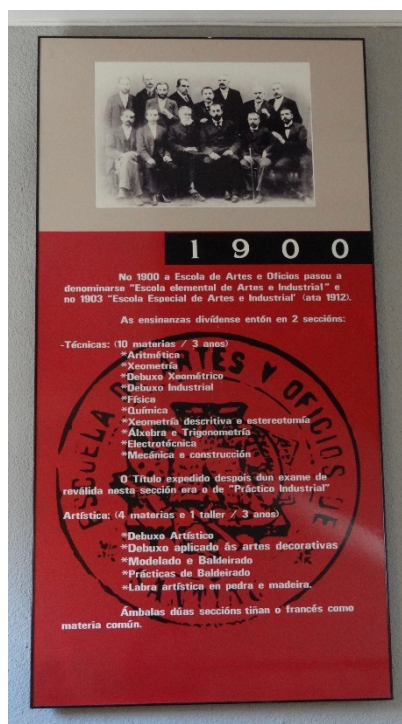 1900
No 1900 a Escola de Artes e Oficios pasou a
denominarse "Escola elemental de Artes e Industrial" e
no 1903 "Escola Especial de Artes e Industrial" (ata 1912).
As ensinanzas divídense entón en 2 seccións:
-Técnicas: (10 materias / 3 anos)
*Aritmética
*Xeometría
*Debuxo Xeométrico
*Debuxo Industrial
*Física
*Química
*Xeometría descritiva e estereotomía
*Álxebra e Trigonometría
*Electrotécnica
*Mecánica e construcción
O Título expedido despois dun exame de
reválida nesta sección era o de "Práctico Industrial"
Artística: (4 materias e 1 taller / 3 anos)
*Debuxo Artístico
*Debuxo aplicado ás artes decorativas
*Modelado e Baldeirado
*Prácticas de Baldeirado
*Labra artística en pedra e madeira.
Ámbalas dúas seccións tiñan o francés como
materia común.
ESCUELA DE ARTES Y OFICIOS DE